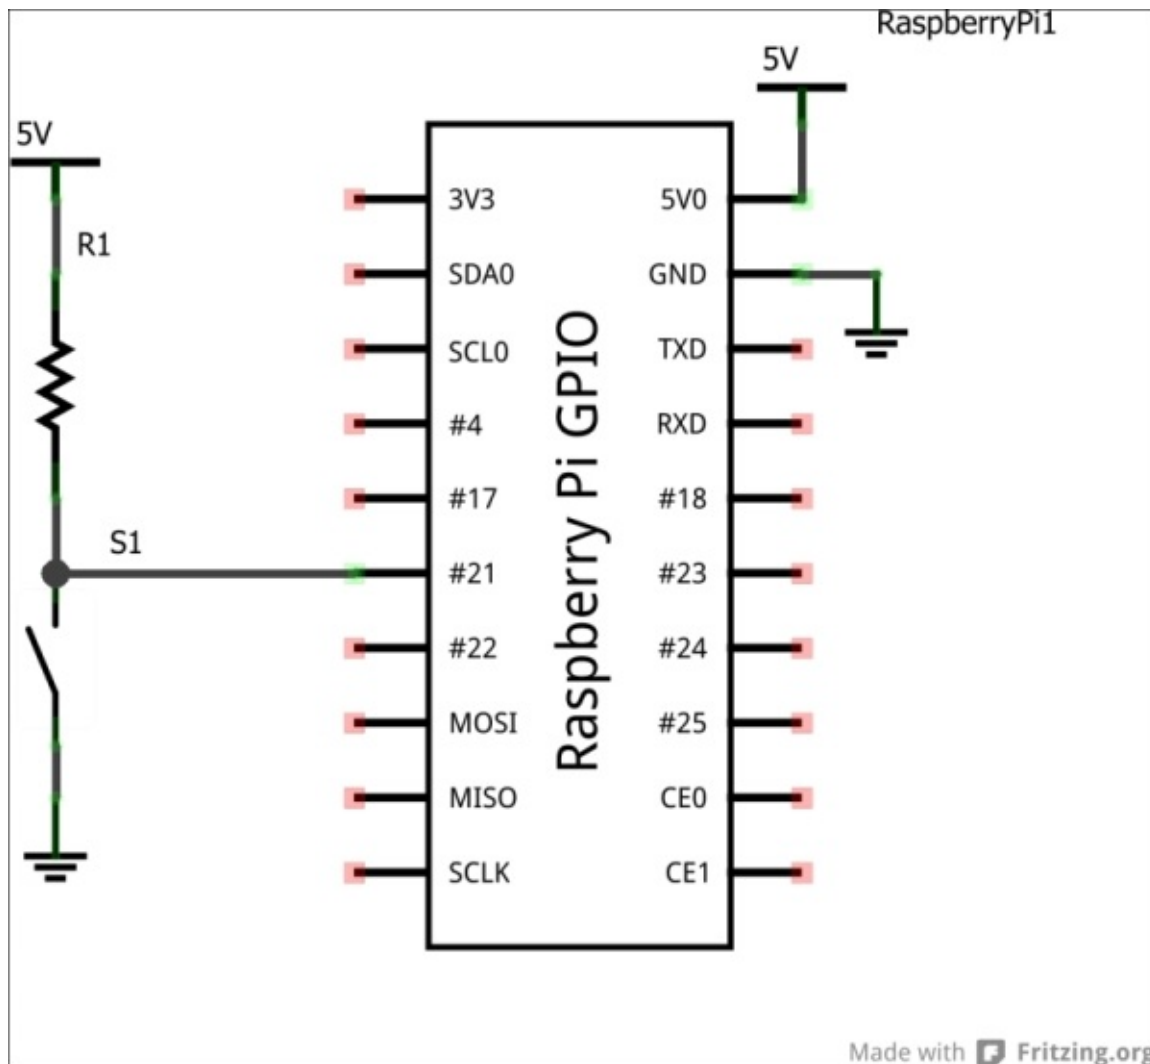 RaspberryPi1
5V
5V
R1
S1
3V3
SDA0
SCL0
#4
#17
#21
#22
MOSI
MISO
SCLK
Raspberry Pi GPIO
5V0
GND
TXD
RXD
#18
#23
#24
#25
CE0
CE1
Made with Fritzing.org